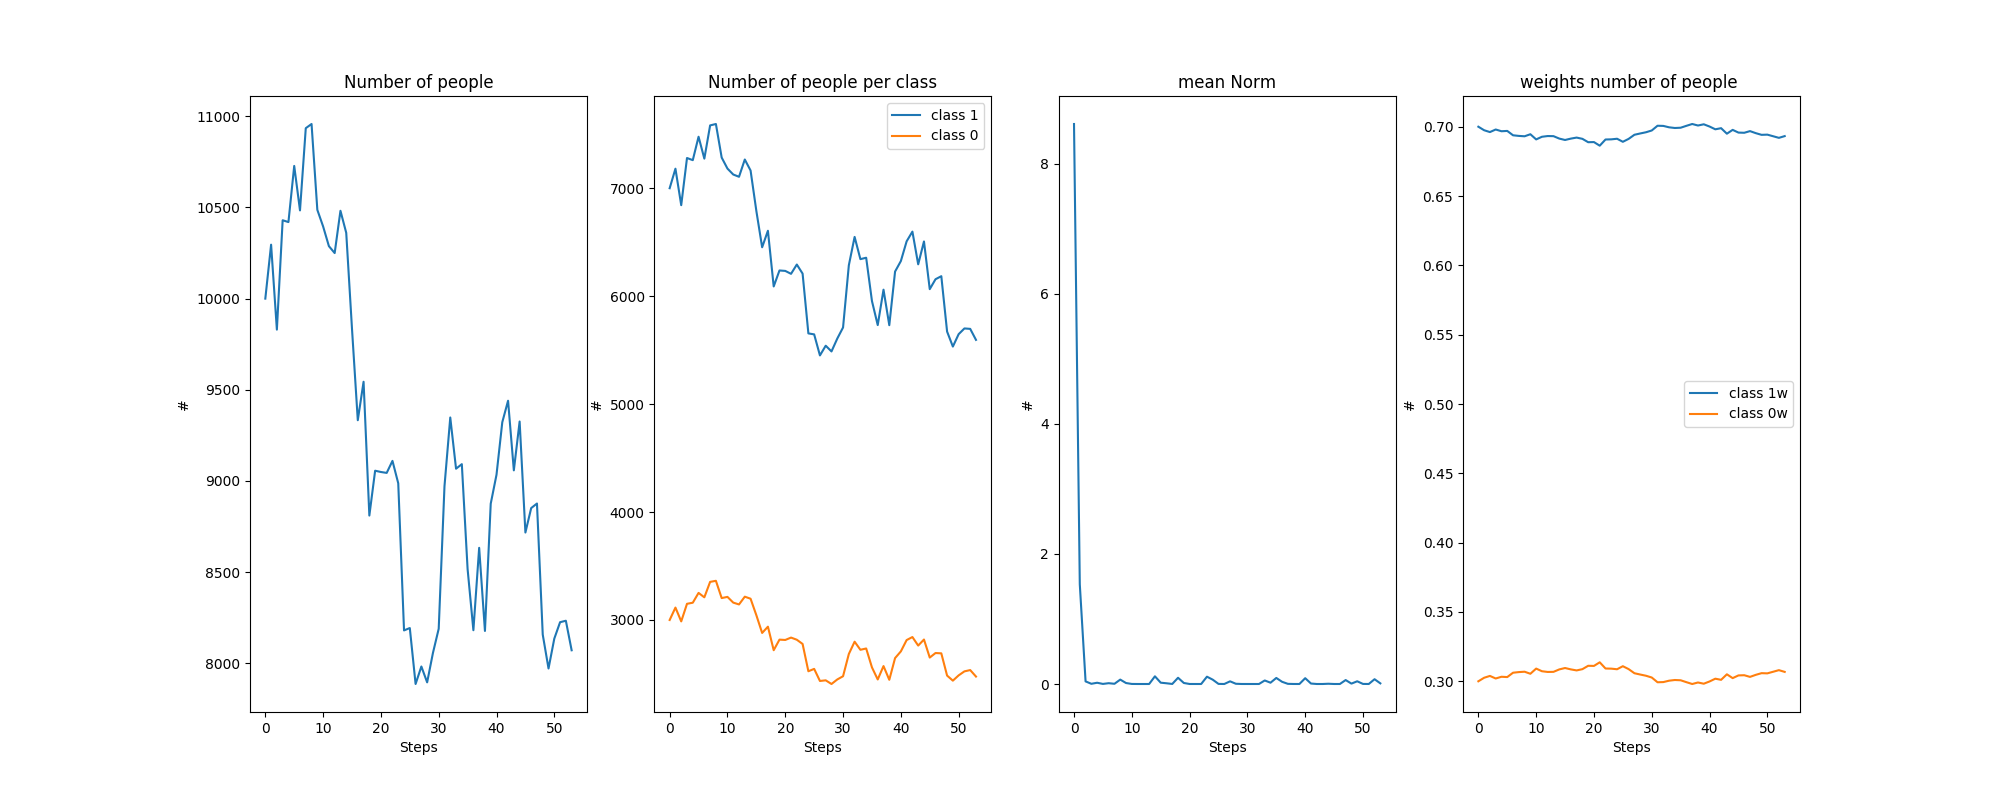 Number of people
11000
10500
10000
9500
9000
8500
8000
#
0 10 20 30 40 50
Steps
Number of people per class
class 1
class 0
7000
6000
5000
4000
3000
#
0 10 20 30 40 50
Steps
mean Norm
8
6
4
2
0
#
0 10 20 30 40 50
Steps
weights number of people
0.70
0.65
0.60
0.55
0.50
0.45
0.40
0.35
0.30
#
class 1w
class 0w
0 10 20 30 40 50
Steps